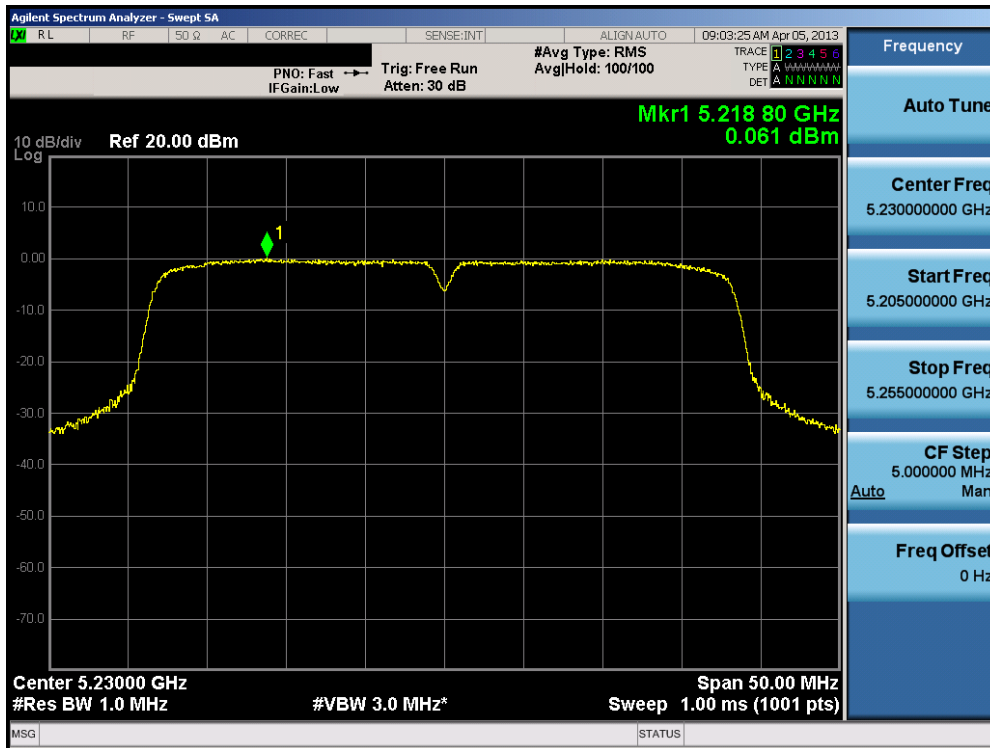 Agilent Spectrum Analyzer - Swept SA
LXI RL RF 50 Ω AC CORREC SENSE:INT ALIGN AUTO 09:03:25 AM Apr 05, 2013
PNO: Fast
IFGain:Low
Trig: Free Run
Atten: 30 dB
#Avg Type: RMS
Avg|Hold: 100/100
TRACE 1 2 3 4 5 6
TYPE A WWWWW
DET A N N N N N
Mkr1 5.218 80 GHz
0.061 dBm
10 dB/div Ref 20.00 dBm
Log
10.0
0.00
-10.0
-20.0
-30.0
-40.0
-50.0
-60.0
-70.0
1
Center 5.23000 GHz Span 50.00 MHz
#Res BW 1.0 MHz #VBW 3.0 MHz* Sweep 1.00 ms (1001 pts)
MSG STATUS
Frequency
Auto Tune
Center Freq
5.230000000 GHz
Start Freq
5.205000000 GHz
Stop Freq
5.255000000 GHz
CF Step
5.000000 MHz
Auto Man
Freq Offset
0 Hz